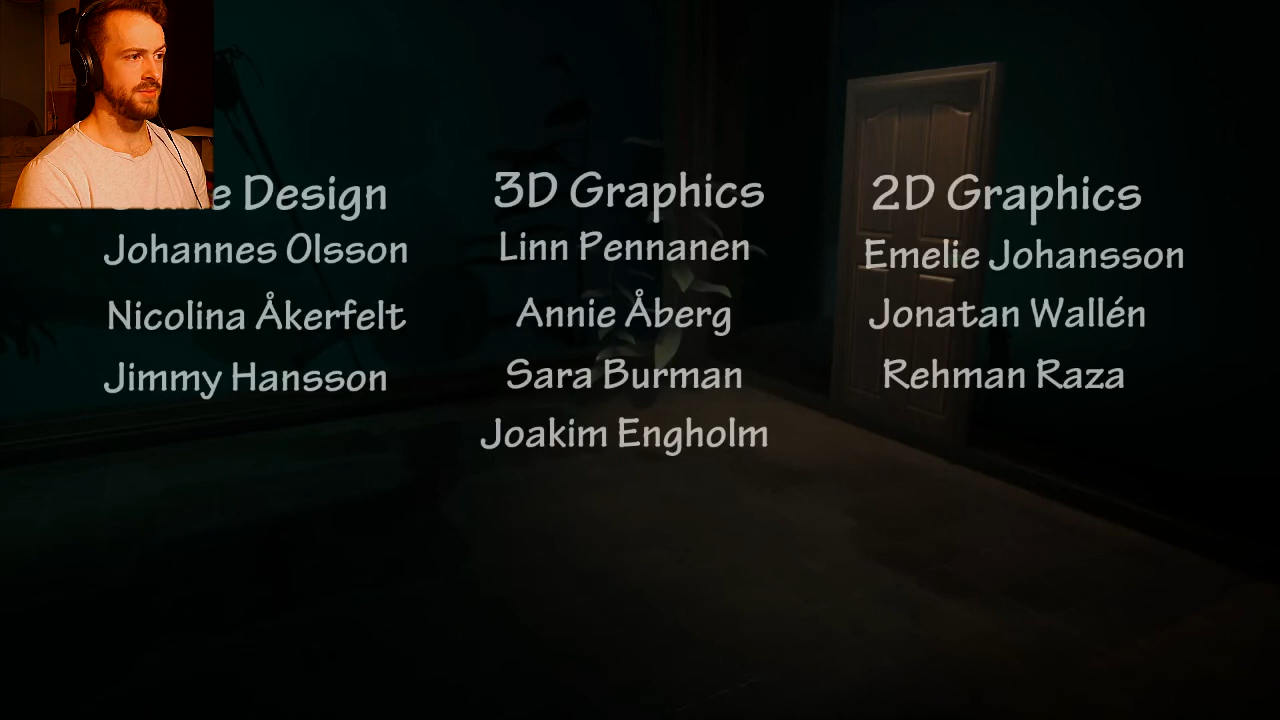 Design
Johannes Olsson
Nicolina Åkerfelt
Jimmy Hansson
3D Graphics
Linn Pennanen
Annie Åberg
Sara Burman
Joakim Engholm
2D Graphics
Emelie Johansson
Jonatan Wallén
Rehman Raza